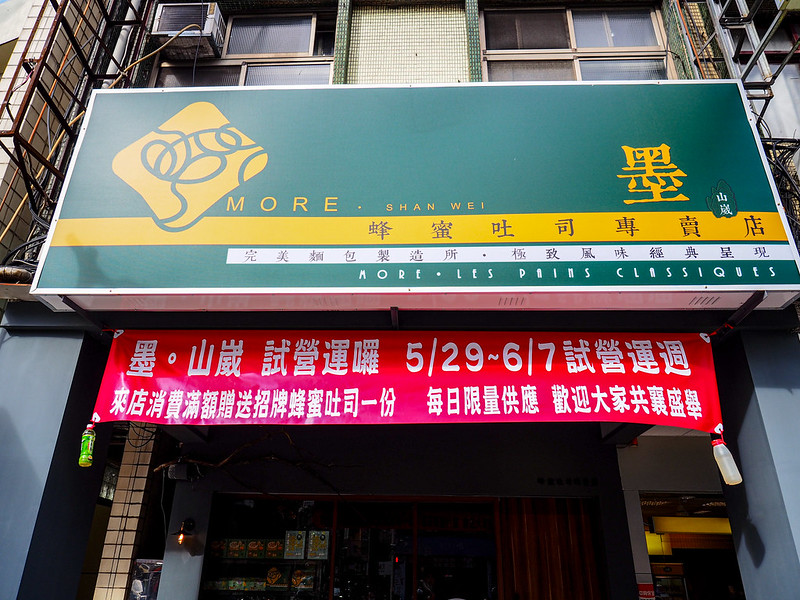 墨
山崴
MORE · SHAN WEI
蜂蜜吐司專賣店
完美麵包製造所・極致風味經典呈現
MORE · LES PAINS CLASSIQUES
墨。山崴 試營運囉 5/29~6/7試營運週
來店消費滿額贈送招牌蜂蜜吐司一份 每日限量供應 歡迎大家共襄盛舉